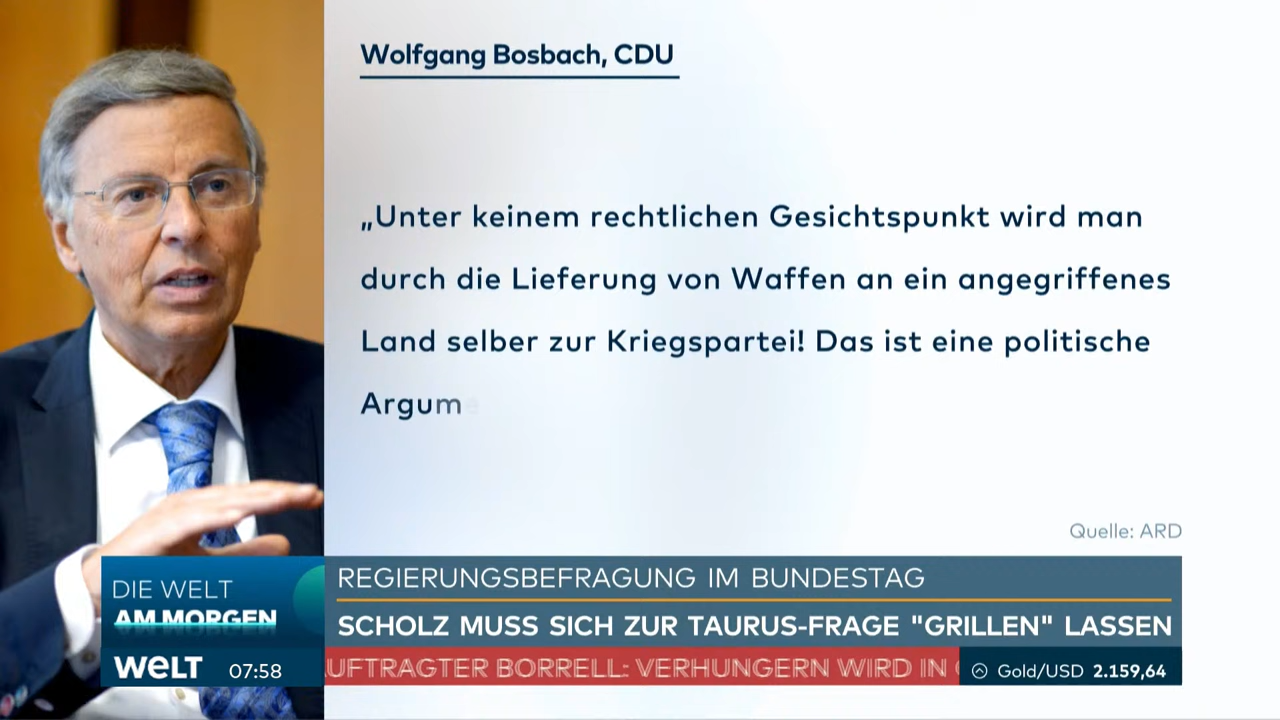 Wolfgang Bosbach, CDU
„Unter keinem rechtlichen Gesichtspunkt wird man
durch die Lieferung von Waffen an ein angegriffenes
Land selber zur Kriegspartei! Das ist eine politische
Argum
Quelle: ARD
DIE WELT
AM MORGEN
REGIERUNGSBEFRAGUNG IM BUNDESTAG
SCHOLZ MUSS SICH ZUR TAURUS-FRAGE "GRILLEN" LASSEN
WELT 07:58
UFTRAGTER BORRELL: VERHUNGERN WIRD IN
Gold/USD 2.159,64